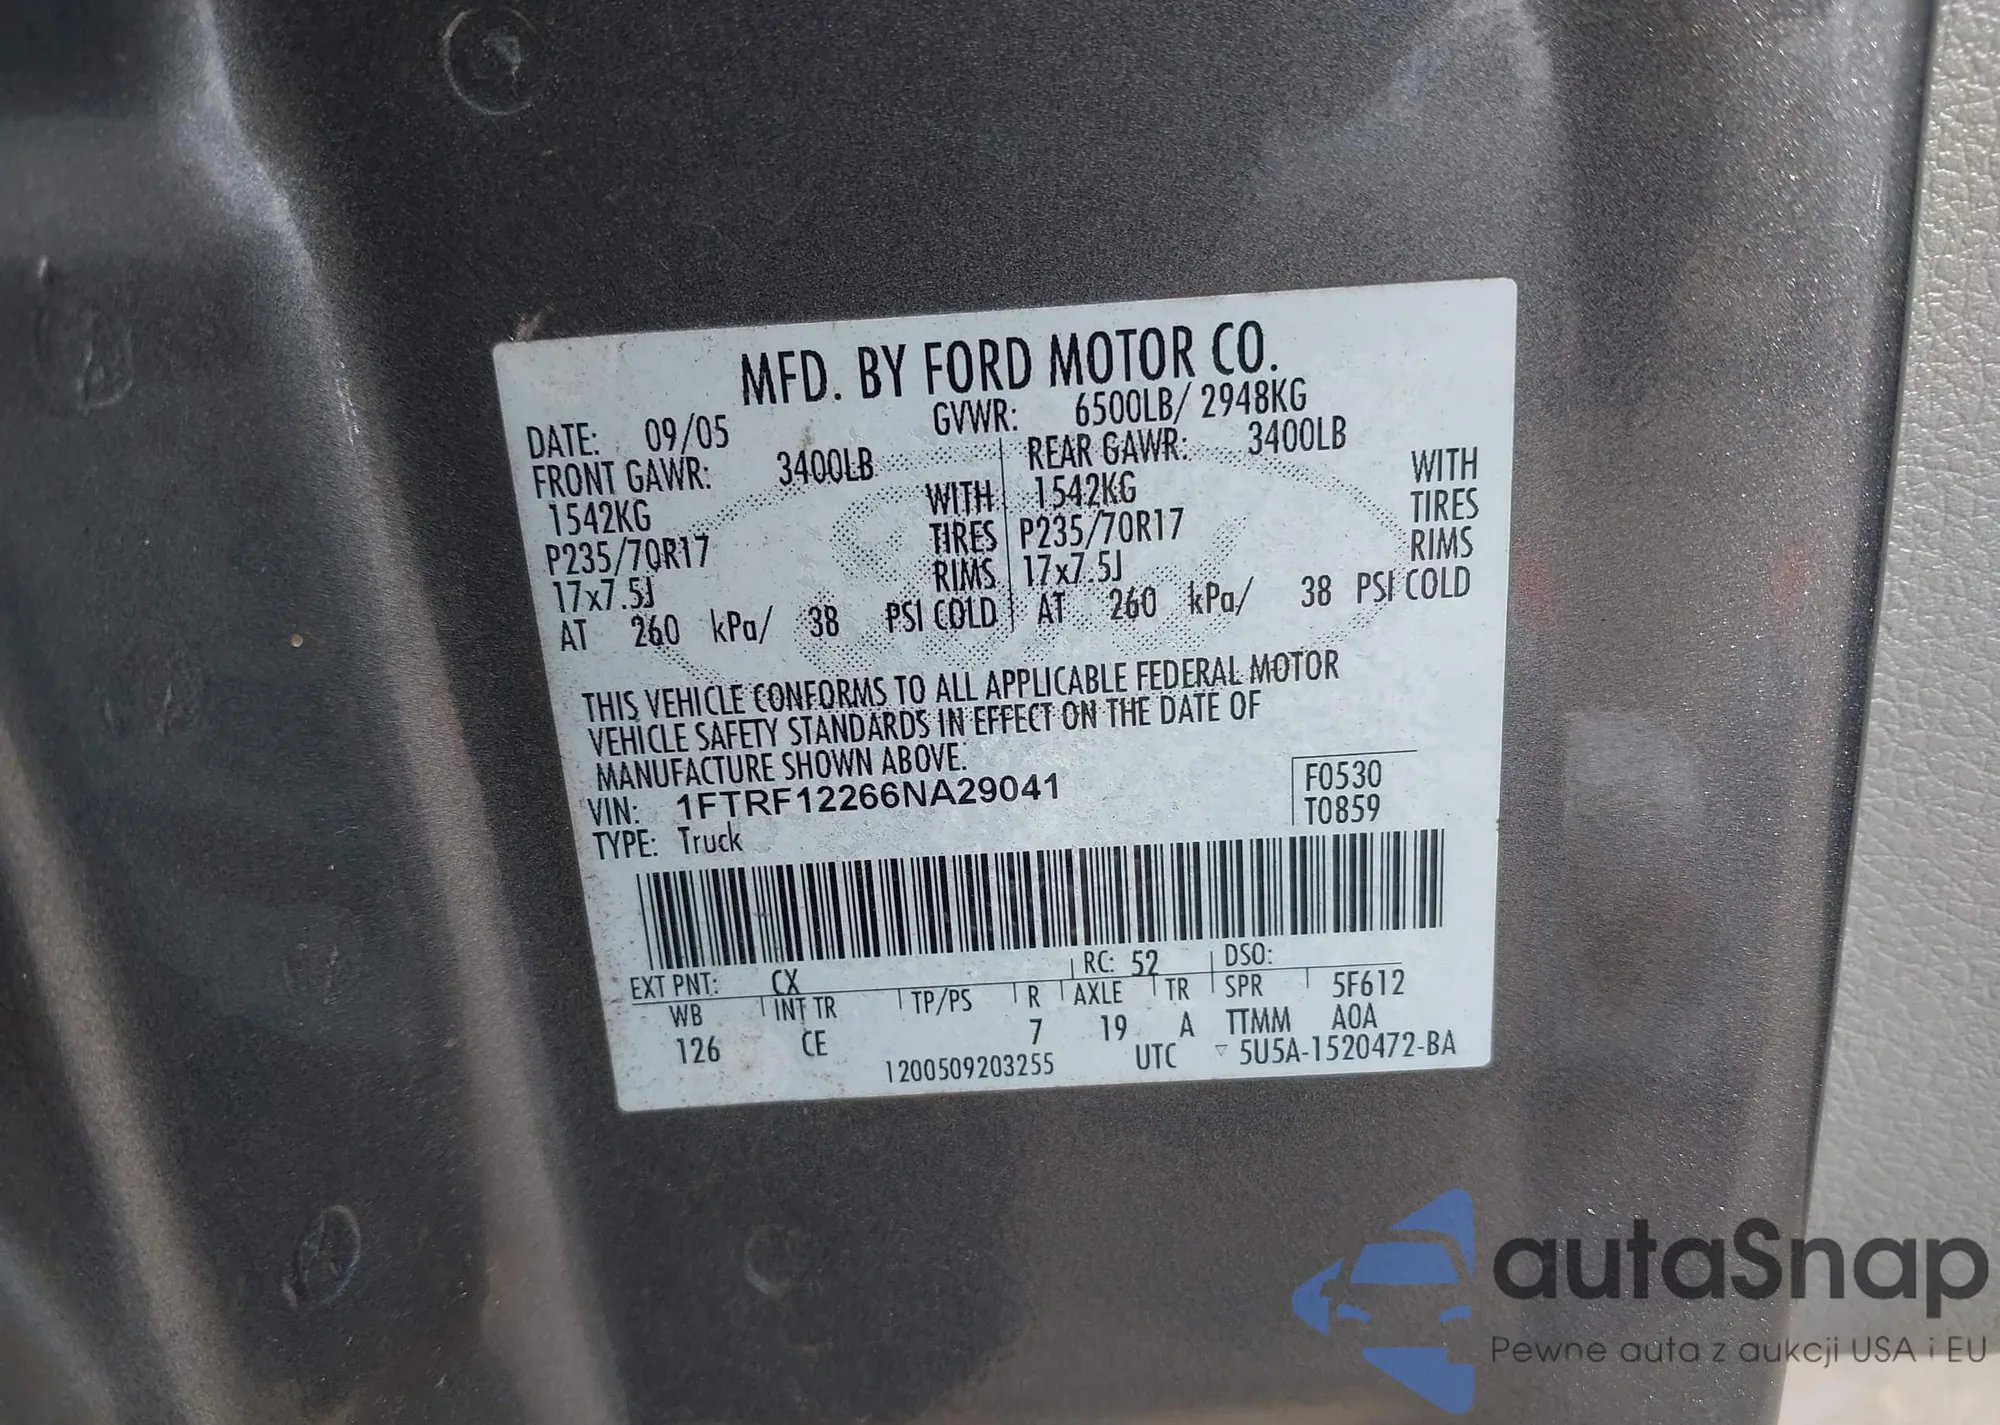 MFD. BY FORD MOTOR CO.
DATE: 09/05 GVWR: 6500LB/ 2948KG
FRONT GAWR: 3400LB REAR GAWR: 3400LB
1542KG WITH 1542KG WITH
P235/70R17 TIRES P235/70R17 TIRES
17x7.5J RIMS 17x7.5J RIMS
AT 260 kPa/ 38 PSI COLD AT 260 kPa/ 38 PSI COLD
THIS VEHICLE CONFORMS TO ALL APPLICABLE FEDERAL MOTOR
VEHICLE SAFETY STANDARDS IN EFFECT ON THE DATE OF
MANUFACTURE SHOWN ABOVE.
VIN: 1FTRF12266NA29041
F0530
TYPE: Truck
T0859
EXT PNT: CX RC: 52 DSO:
WB INT TR TP/PS R AXLE TR SPR 5F612
126 CE 7 19 A TTMM A0A
1200509203255 UTC ▽ 5U5A-1520472-BA
autaSnap
Pewne auta z aukcji USA i EU